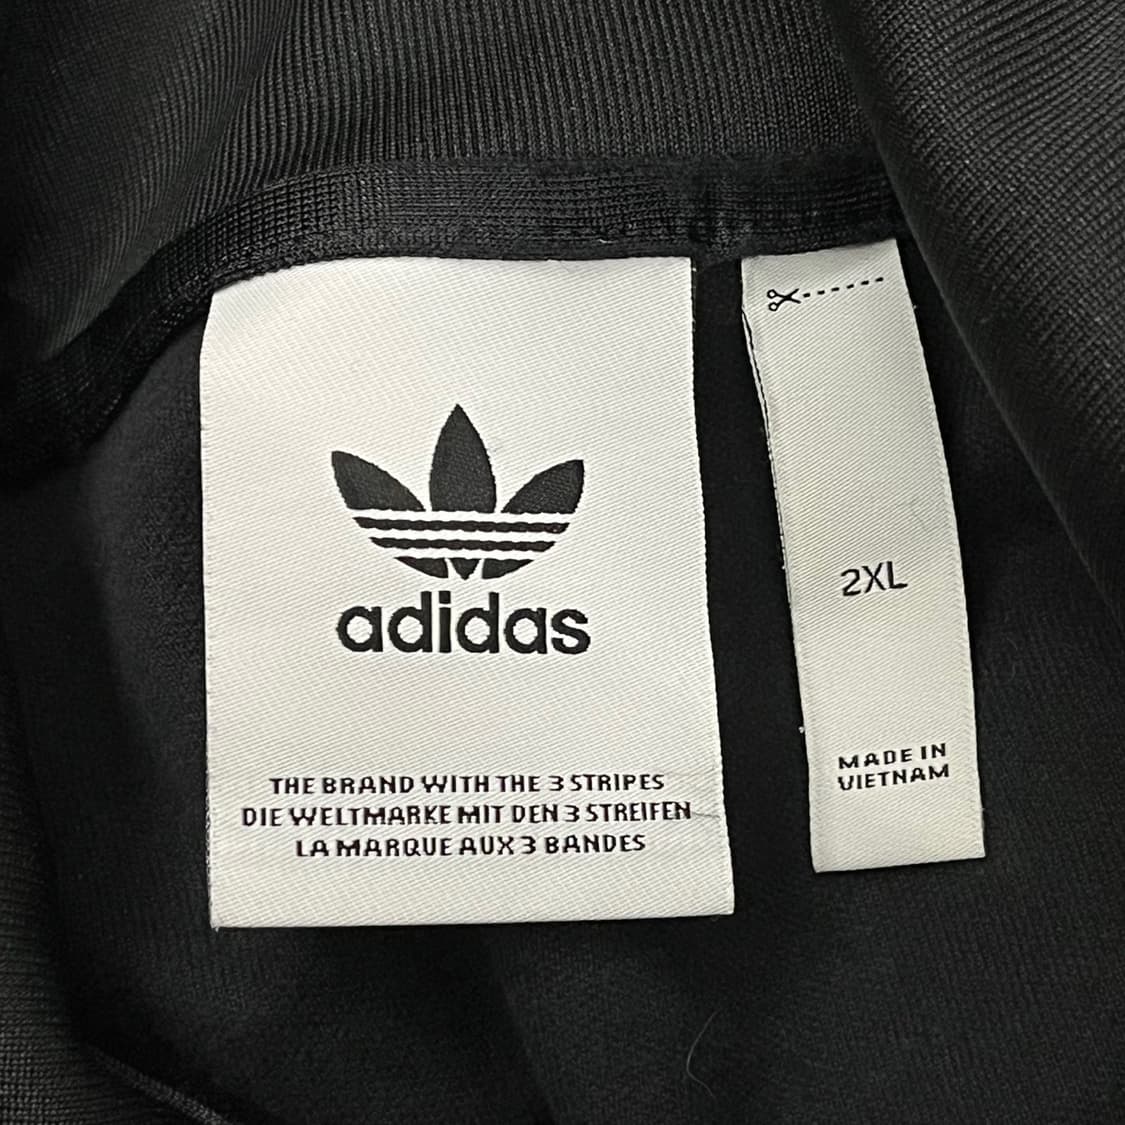 adidas
THE BRAND WITH THE 3 STRIPES
DIE WELTMARKE MIT DEN 3 STREIFEN
LA MARQUE AUX 3 BANDES
2XL
MADE IN
VIETNAM